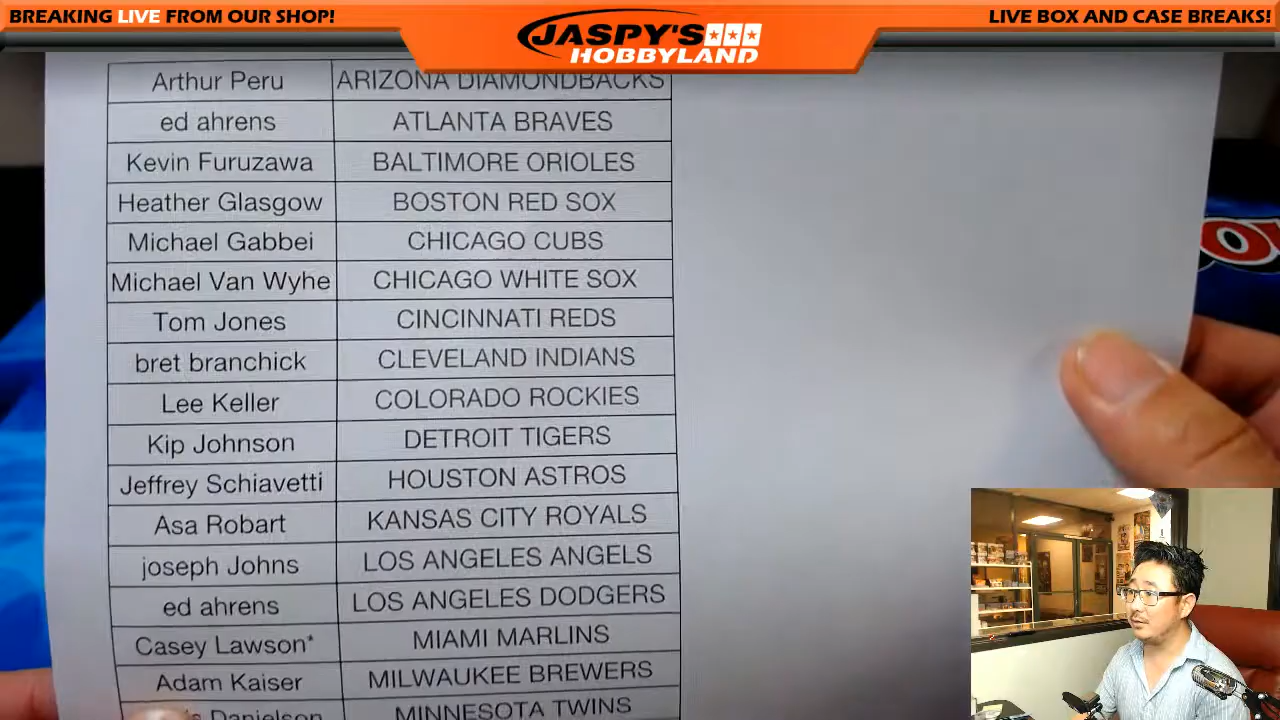 BREAKING LIVE FROM OUR SHOP!
JASPY'S
HOBBYLAND
LIVE BOX AND CASE BREAKS!
Arthur Peru ARIZONA DIAMONDBACKS
ed ahrens ATLANTA BRAVES
Kevin Furuzawa BALTIMORE ORIOLES
Heather Glasgow BOSTON RED SOX
Michael Gabbei CHICAGO CUBS
Michael Van Wyhe CHICAGO WHITE SOX
Tom Jones CINCINNATI REDS
bret branchick CLEVELAND INDIANS
Lee Keller COLORADO ROCKIES
Kip Johnson DETROIT TIGERS
Jeffrey Schiavetti HOUSTON ASTROS
Asa Robart KANSAS CITY ROYALS
joseph Johns LOS ANGELES ANGELS
ed ahrens LOS ANGELES DODGERS
Casey Lawson* MIAMI MARLINS
Adam Kaiser MILWAUKEE BREWERS
Danielson MINNESOTA TWINS